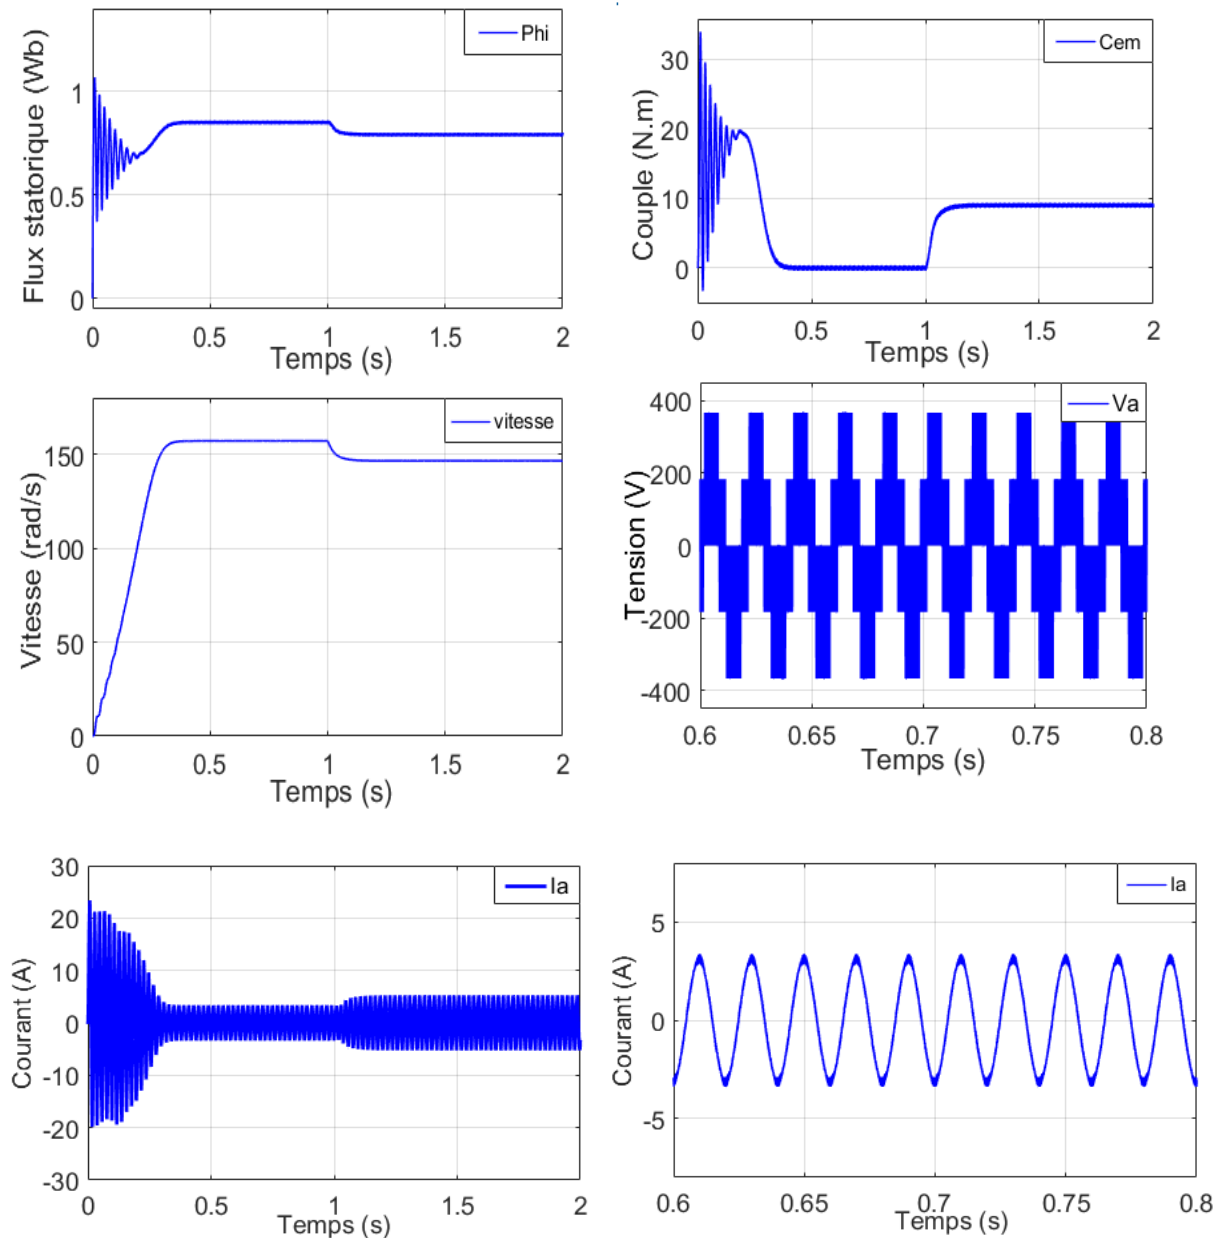 Phi
Flux statorique (Wb)
1
0.5
0
0 0.5 1 1.5 2
Temps (s)
Cem
Couple (N.m)
30
20
10
0
0 0.5 1 1.5 2
Temps (s)
vitesse
Vitesse (rad/s)
150
100
50
0
0 0.5 1 1.5 2
Temps (s)
Va
Tension (V)
400
200
0
-200
-400
0.6 0.65 0.7 0.75 0.8
Temps (s)
Ia
Courant (A)
30
20
10
0
-10
-20
-30
0 0.5 1 1.5 2
Temps (s)
Ia
Courant (A)
5
0
-5
0.6 0.65 0.7 0.75 0.8
Temps (s)